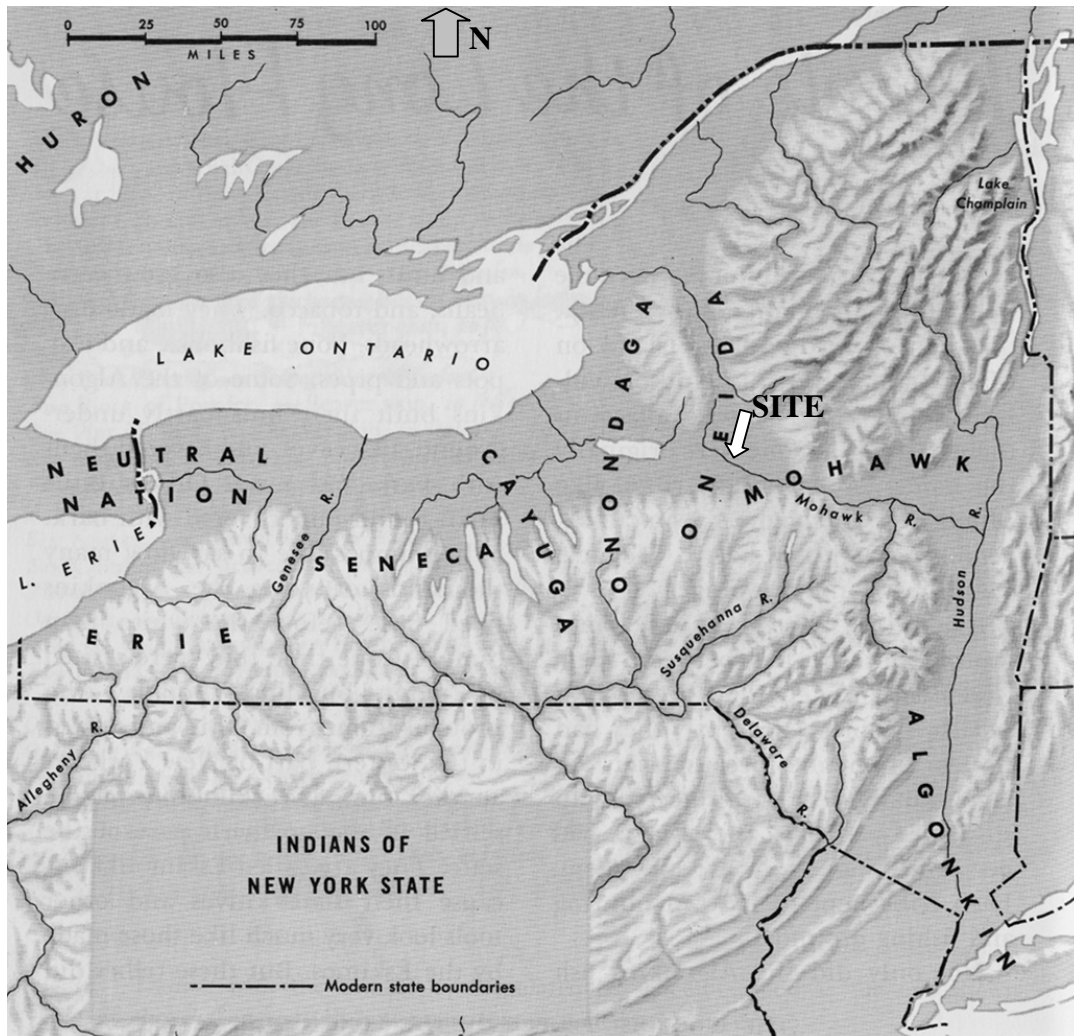 0 25 50 75 100
MILES
N
HURON
Lake
Champlain
LAKE ONTARIO
ONONDAGA
ONEIDA
SITE
NEUTRAL
NATION
CAYUGA
MOHAWK
Mohawk
R.
R.
L. ERIE
Genesee R.
SENECA
Hudson
ERIE
Susquehanna R.
Allegheny R.
Delaware
R.
ALGONKIN
INDIANS OF
NEW YORK STATE
Modern state boundaries